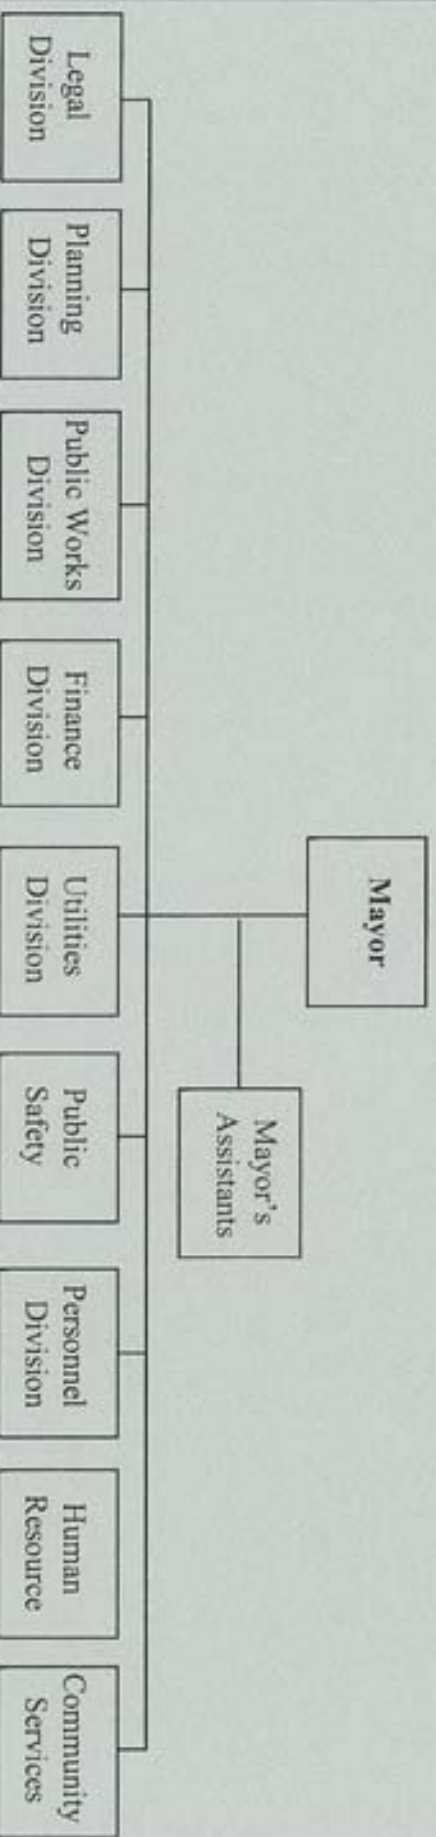 Mayor
Mayor's
Assistants
Legal
Division
Planning
Division
Public Works
Division
Finance
Division
Utilities
Division
Public
Safety
Personnel
Division
Human
Resource
Community
Services